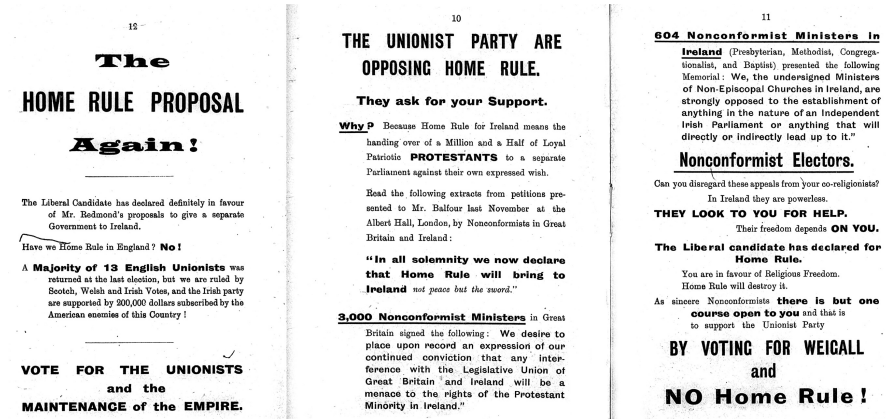 12
The
HOME RULE PROPOSAL
Again!
The Liberal Candidate has declared definitely in favour
of Mr. Redmond's proposals to give a separate
Government to Ireland.
Have we Home Rule in England? No!
A Majority of 13 English Unionists was
returned at the last election, but we are ruled by
Scotch, Welsh and Irish Votes, and the Irish party
are supported by 200,000 dollars subscribed by the
American enemies of this Country!
VOTE FOR THE UNIONISTS
and the
MAINTENANCE of the EMPIRE.
10
THE UNIONIST PARTY ARE
OPPOSING HOME RULE.
They ask for your Support.
Why? Because Home Rule for Ireland means the
handing over of a Million and a Half of Loyal
Patriotic PROTESTANTS to a separate
Parliament against their own expressed wish.
Read the following extracts from petitions pre-
sented to Mr. Balfour last November at the
Albert Hall, London, by Nonconformists in Great
Britain and Ireland:
"In all solemnity we now declare
that Home Rule will bring to
Ireland not peace but the sword."
3,000 Nonconformist Ministers in Great
Britain signed the following: We desire to
place upon record an expression of our
continued conviction that any inter-
ference with the Legislative Union of
Great Britain and Ireland will be a
menace to the rights of the Protestant
Minority in Ireland."
11
604 Nonconformist Ministers in
Ireland (Presbyterian, Methodist, Congrega-
tionalist, and Baptist) presented the following
Memorial: We, the undersigned Ministers
of Non-Episcopal Churches in Ireland, are
strongly opposed to the establishment of
anything in the nature of an Independent
Irish Parliament or anything that will
directly or indirectly lead up to it."
Nonconformist Electors.
Can you disregard these appeals from your co-religionists?
In Ireland they are powerless.
THEY LOOK TO YOU FOR HELP.
Their freedom depends ON YOU.
The Liberal candidate has declared for
Home Rule.
You are in favour of Religious Freedom.
Home Rule will destroy it.
As sincere Nonconformists there is but one
course open to you and that is
to support the Unionist Party
BY VOTING FOR WEIGALL
and
NO Home Rule!